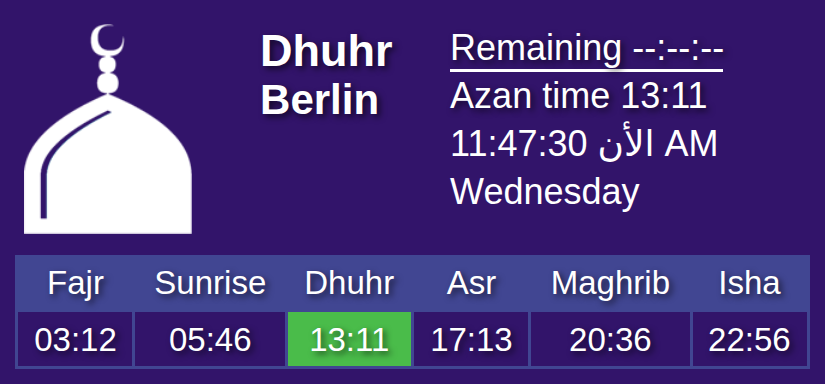 Dhuhr
Berlin
Remaining --:--:--
Azan time 13:11
11:47:30 الأن AM
Wednesday
Fajr Sunrise Dhuhr Asr Maghrib Isha
03:12 05:46 13:11 17:13 20:36 22:56